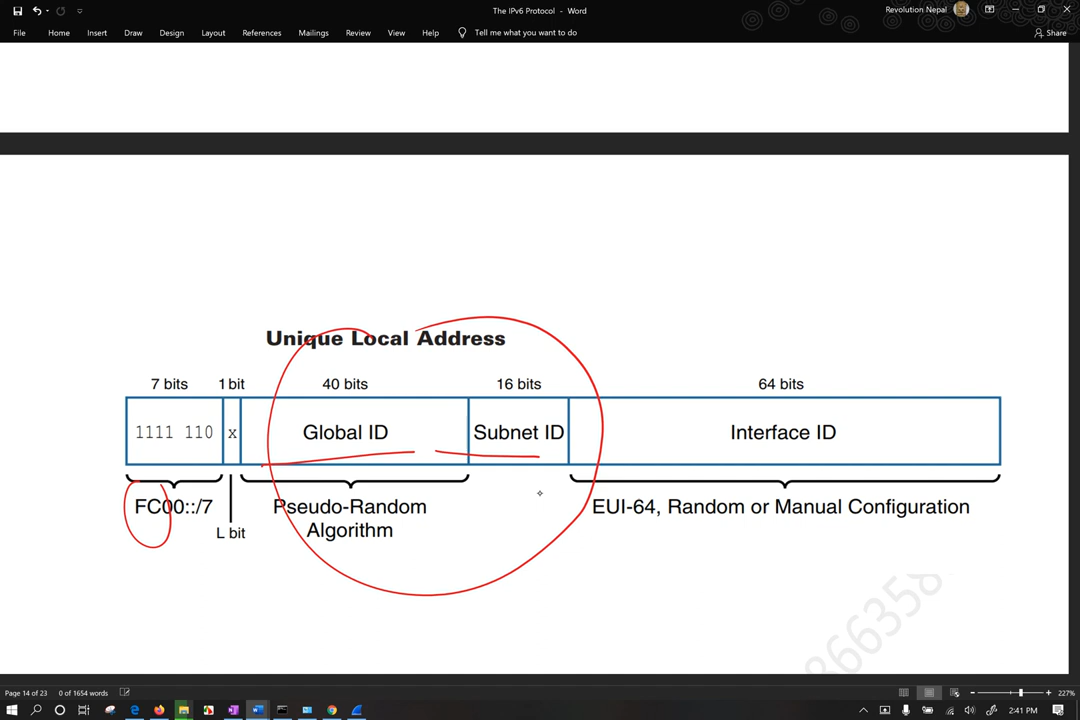 The IPv6 Protocol - Word
Revolution Nepal
File Home Insert Draw Design Layout References Mailings Review View Help Tell me what you want to do
Share
Unique Local Address
7 bits 1 bit 40 bits 16 bits 64 bits
1111 110 x Global ID Subnet ID Interface ID
FC00::/7 Pseudo-Random EUI-64, Random or Manual Configuration
L bit Algorithm
866358
Page 14 of 23 0 of 1654 words
227%
2:41 PM